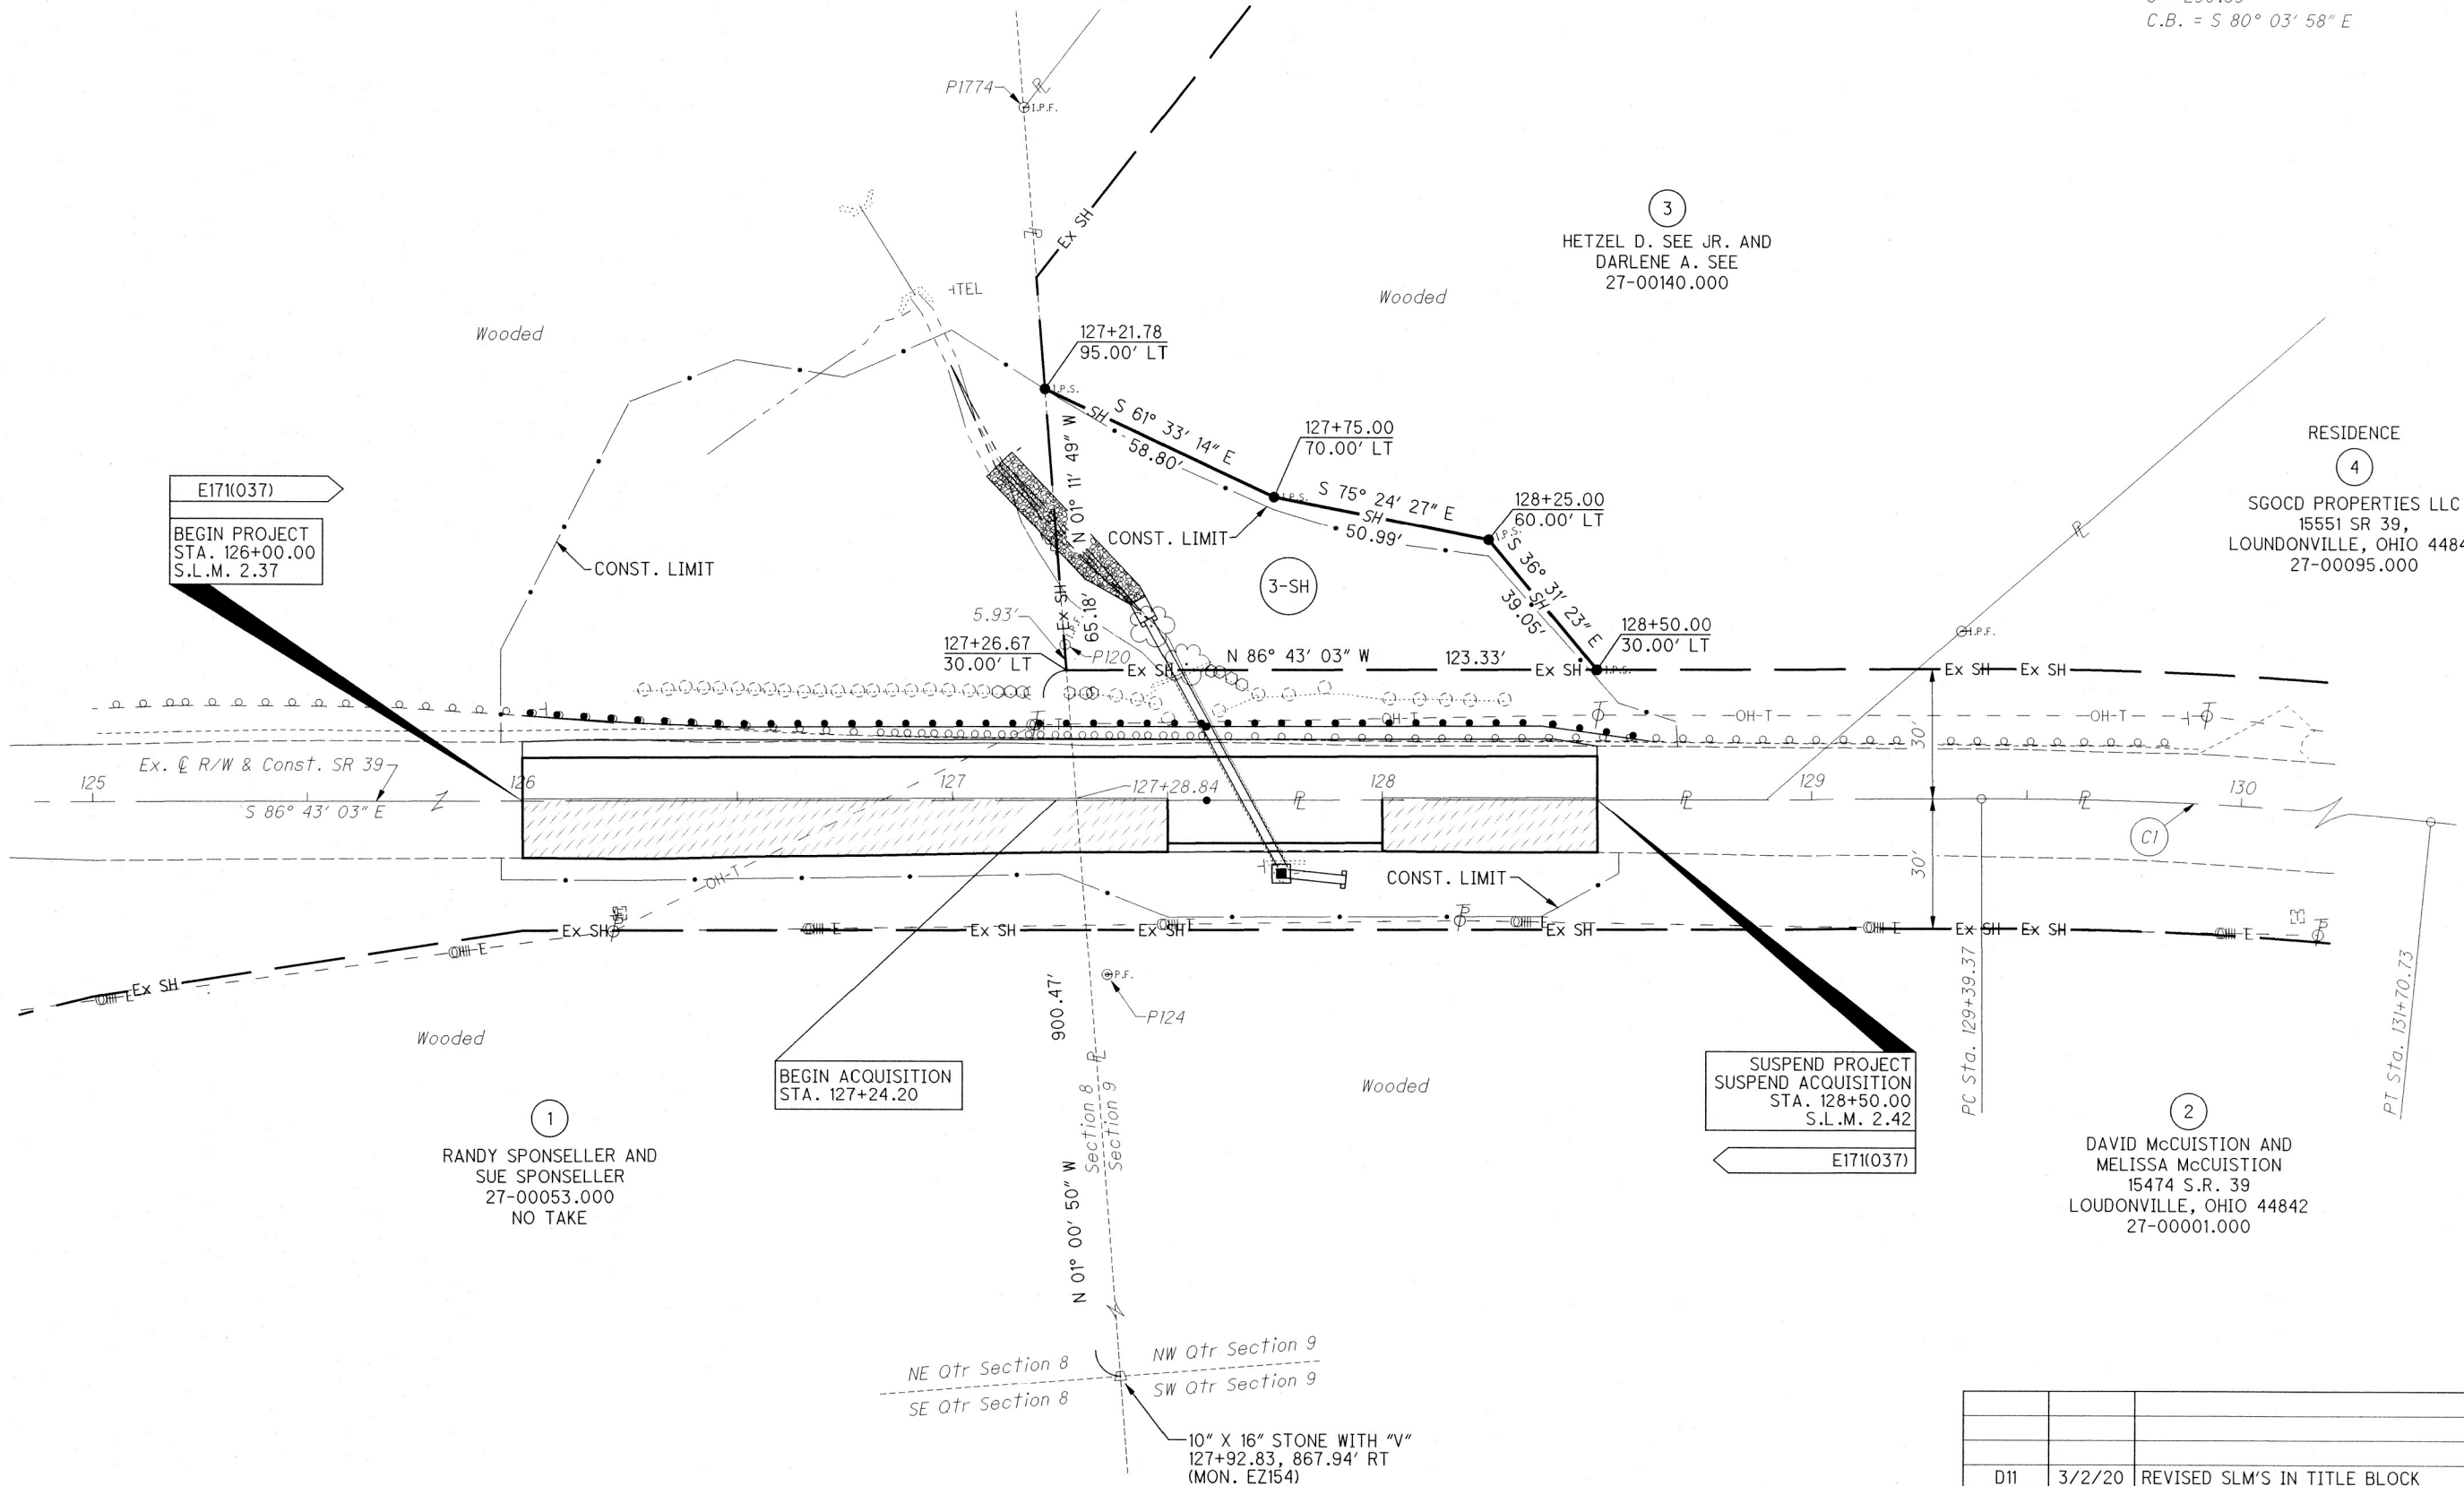 C.B. = S 80° 03' 58" E
P1774
I.P.F.
PL
Ex SH
PL
3
HETZEL D. SEE JR. AND
DARLENE A. SEE
27-00140.000
Wooded
Wooded
TEL
127+21.78
95.00' LT
I.P.S.
SH
S 61° 33' 14" E
58.80'
127+75.00
70.00' LT
I.P.S.
S 75° 24' 27" E
SH
50.99'
128+25.00
60.00' LT
I.P.S.
S 36° 31' 23" E
SH
39.05'
128+50.00
30.00' LT
I.P.S.
N 01° 11' 49" W
Ex SH
65.18'
CONST. LIMIT
CONST. LIMIT
3-SH
RESIDENCE
4
SGOCD PROPERTIES LLC
15551 SR 39,
LOUNDONVILLE, OHIO 4484
27-00095.000
PL
I.P.F.
E171(037)
BEGIN PROJECT
STA. 126+00.00
S.L.M. 2.37
5.93'
I.P.F.
127+26.67
30.00' LT
P120
Ex SH
N 86° 43' 03" W
123.33'
Ex SH
Ex SH
Ex SH
OH-T
OH-T
OH-T
OH-T
Ex. CL R/W & Const. SR 39
125
126
127
127+28.84
128
PL
PL
129
PL
130
S 86° 43' 03" E
30'
30'
C1
OH-T
CONST. LIMIT
Ex SH
Ex SH
Ex SH
Ex SH
Ex SH
Ex SH
Ex SH
I.P.F.
P124
Wooded
900.47'
PL
Section 8
Section 9
N 01° 00' 50" W
Wooded
BEGIN ACQUISITION
STA. 127+24.20
SUSPEND PROJECT
SUSPEND ACQUISITION
STA. 128+50.00
S.L.M. 2.42
E171(037)
PC Sta. 129+39.37
PT Sta. 131+70.73
1
RANDY SPONSELLER AND
SUE SPONSELLER
27-00053.000
NO TAKE
2
DAVID McCUISTION AND
MELISSA McCUISTION
15474 S.R. 39
LOUDONVILLE, OHIO 44842
27-00001.000
NE Qtr Section 8
NW Qtr Section 9
SE Qtr Section 8
SW Qtr Section 9
10" X 16" STONE WITH "V"
127+92.83, 867.94' RT
(MON. EZ154)
D11 3/2/20 REVISED SLM'S IN TITLE BLOCK